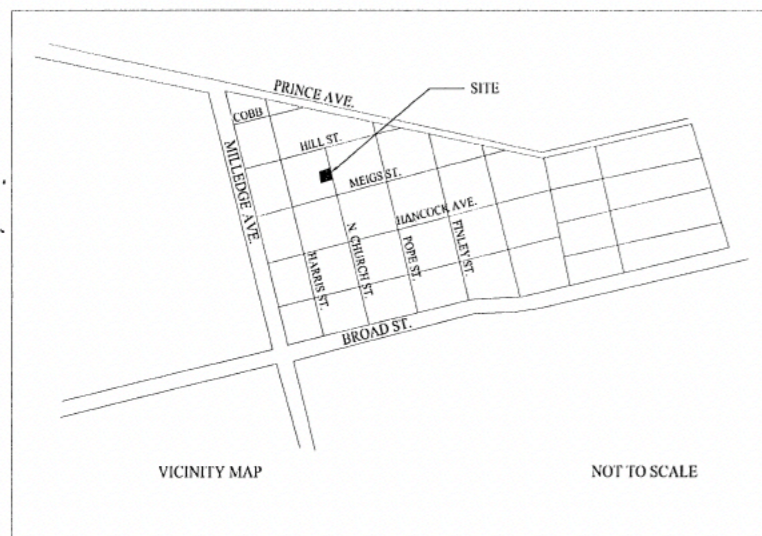 PRINCE AVE.
SITE
COBB
HILL ST.
MILLEDGE AVE.
MEIGS ST.
HANCOCK AVE.
HARRIS ST.
N. CHURCH ST.
POPE ST.
FINLEY ST.
BROAD ST.
VICINITY MAP
NOT TO SCALE